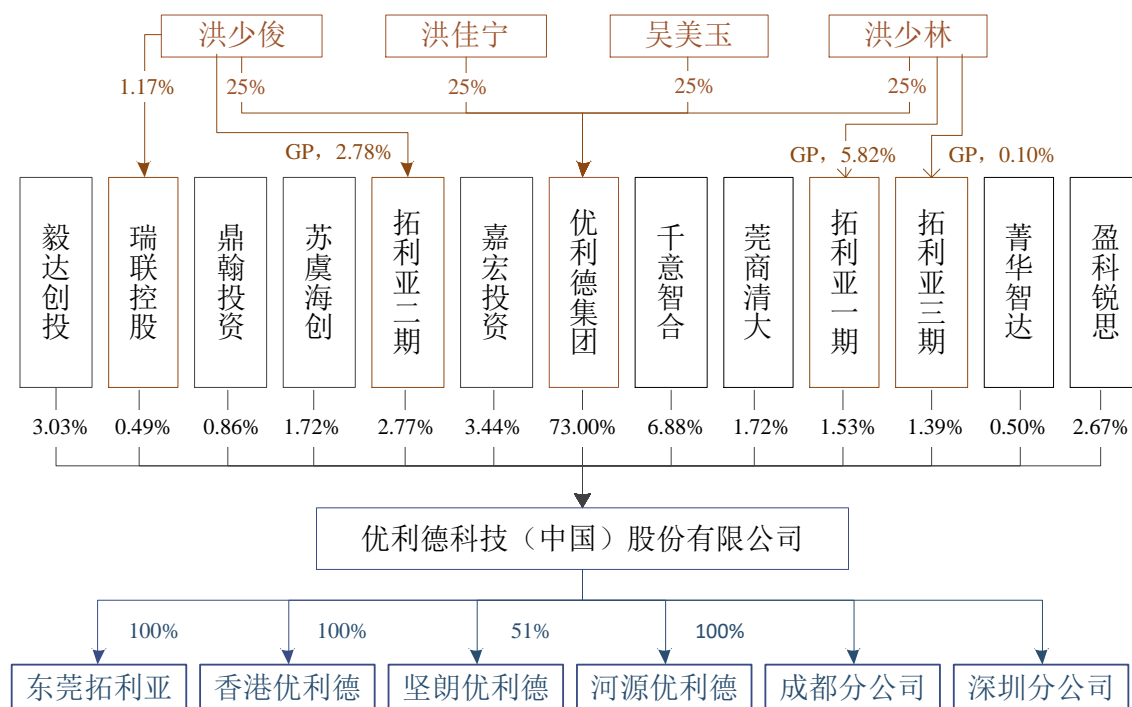 洪少俊
洪佳宁
吴美玉
洪少林
1.17%
25%
25%
25%
25%
GP，2.78%
GP，5.82%
GP，0.10%
毅达创投
瑞联控股
鼎翰投资
苏虞海创
拓利亚二期
嘉宏投资
优利德集团
千意智合
莞商清大
拓利亚一期
拓利亚三期
菁华智达
盈科锐思
3.03%
0.49%
0.86%
1.72%
2.77%
3.44%
73.00%
6.88%
1.72%
1.53%
1.39%
0.50%
2.67%
优利德科技（中国）股份有限公司
100%
100%
51%
100%
东莞拓利亚
香港优利德
坚朗优利德
河源优利德
成都分公司
深圳分公司